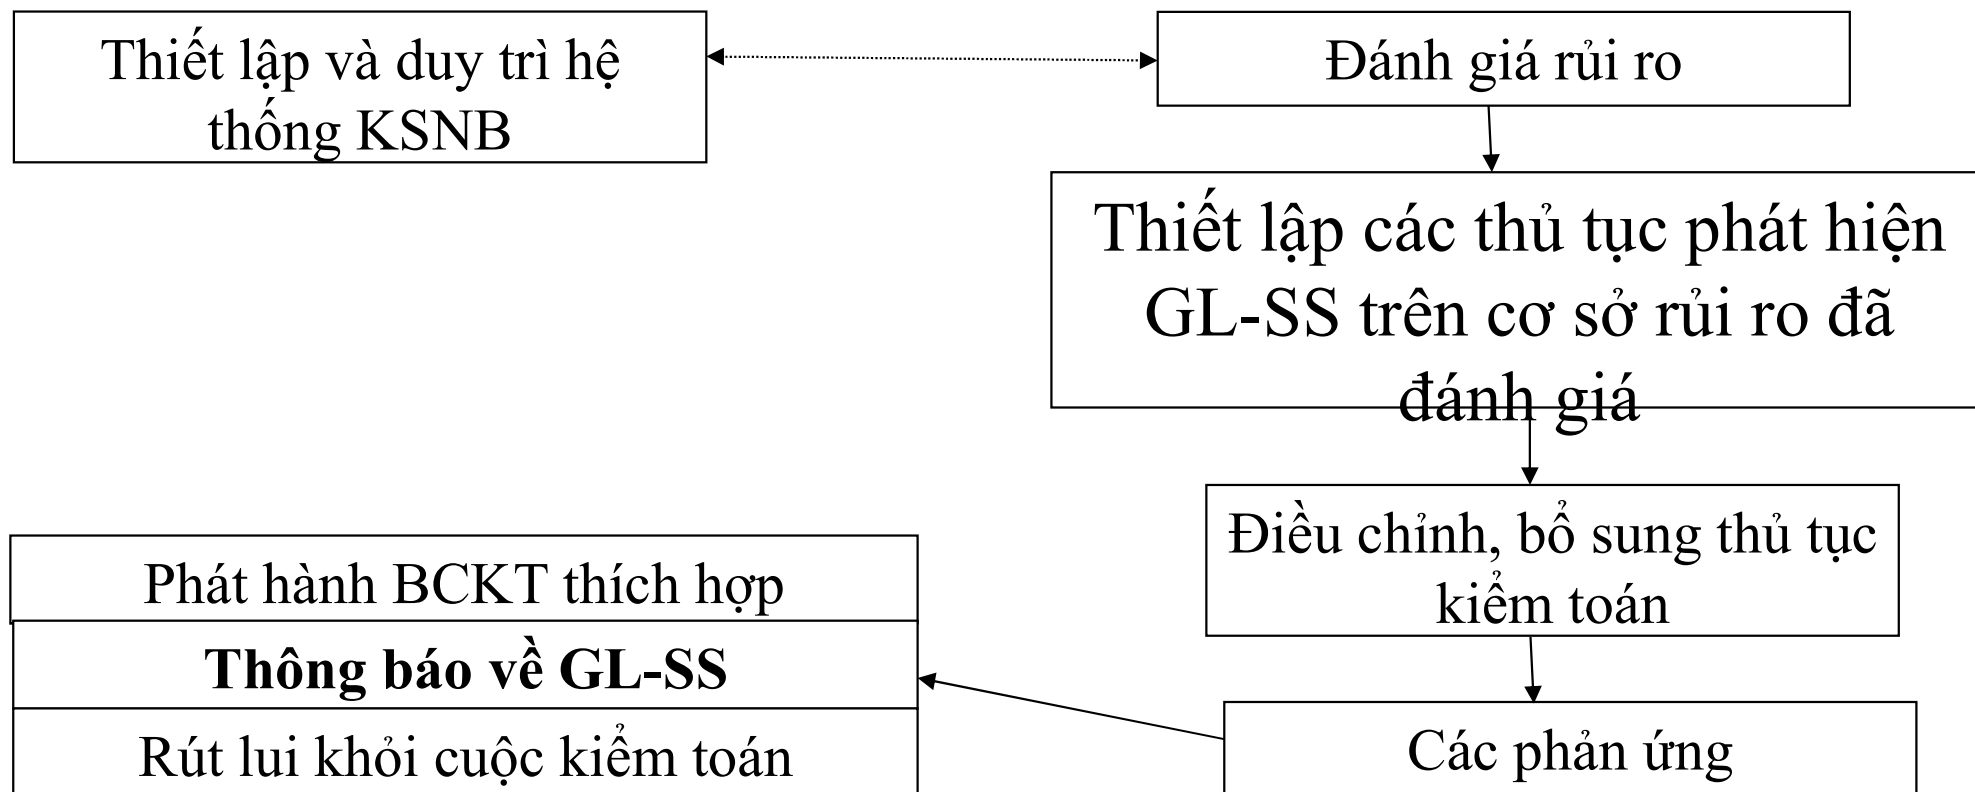 Thiết lập và duy trì hệ
thống KSNB
Đánh giá rủi ro
Thiết lập các thủ tục phát hiện
GL-SS trên cơ sở rủi ro đã
đánh giá
Điều chỉnh, bổ sung thủ tục
kiểm toán
Các phản ứng
Phát hành BCKT thích hợp
Thông báo về GL-SS
Rút lui khỏi cuộc kiểm toán